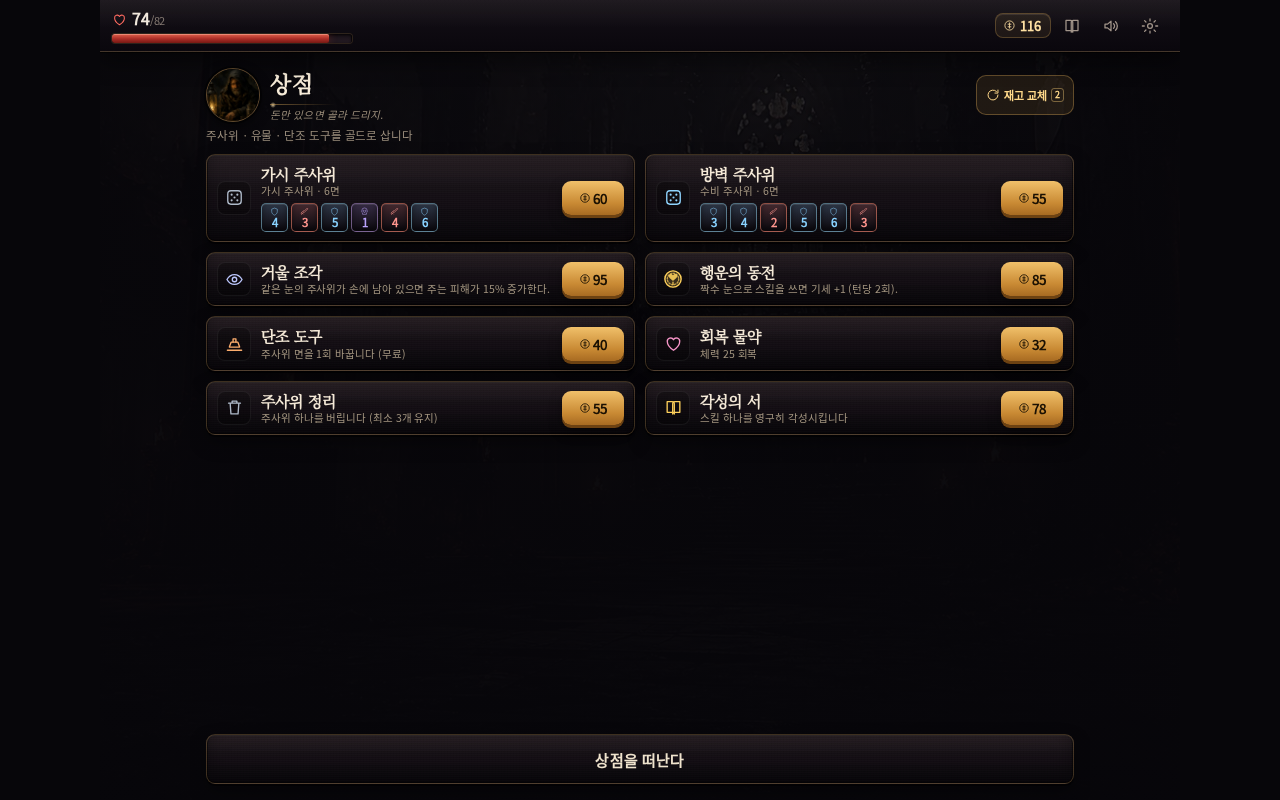 74/82
116
상점
돈만 있으면 골라 드리지.
주사위 · 유물 · 단조 도구를 골드로 삽니다
재고 교체 2
가시 주사위
가시 주사위 · 6면
4 3 5 1 4 6
60
방벽 주사위
수비 주사위 · 6면
3 4 2 5 6 3
55
거울 조각
같은 눈의 주사위가 손에 남아 있으면 주는 피해가 15% 증가한다.
95
행운의 동전
짝수 눈으로 스킬을 쓰면 기세 +1 (턴당 2회).
85
단조 도구
주사위 면을 1회 바꿉니다 (무료)
40
회복 물약
체력 25 회복
32
주사위 정리
주사위 하나를 버립니다 (최소 3개 유지)
55
각성의 서
스킬 하나를 영구히 각성시킵니다
78
상점을 떠난다